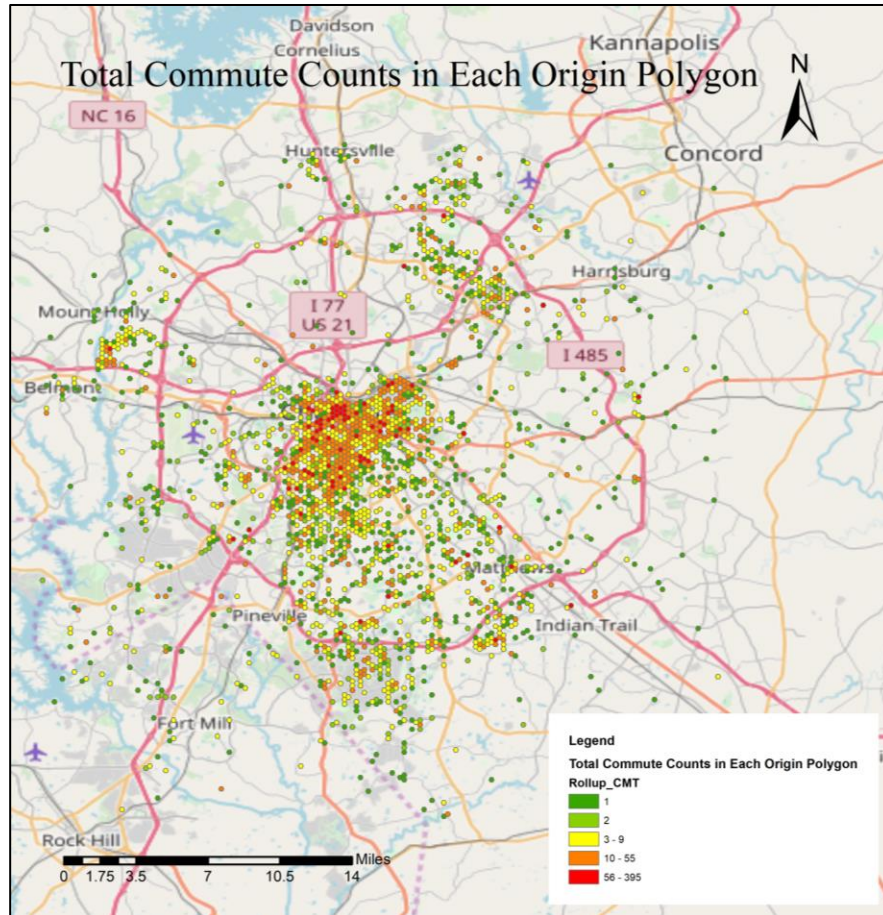 Davidson
Cornelius
Kannapolis
Total Commute Counts in Each Origin Polygon
N
NC 16
Huntersville
Concord
Harrisburg
Mount Holly
I 77
US 21
I 485
Belmont
Matthews
Pineville
Indian Trail
Fort Mill
Rock Hill
Miles
0 1.75 3.5 7 10.5 14
Legend
Total Commute Counts in Each Origin Polygon
Rollup_CMT
1
2
3 - 9
10 - 55
56 - 395